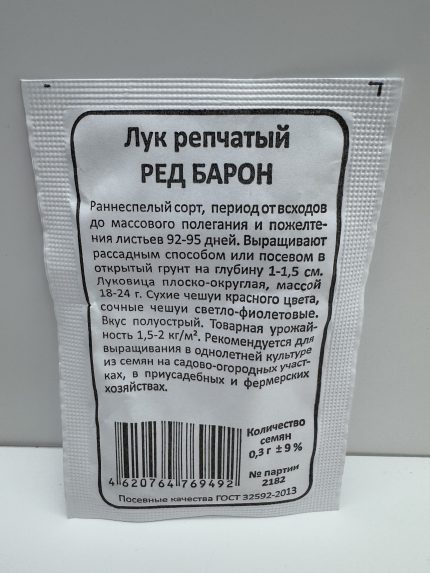 Лук репчатый
РЕД БАРОН
Раннеспелый сорт, период от всходов
до массового полегания и пожелте-
ния листьев 92-95 дней. Выращивают
рассадным способом или посевом в
открытый грунт на глубину 1-1,5 см.
Луковица плоско-округлая, массой
18-24 г. Сухие чешуи красного цвета,
сочные чешуи светло-фиолетовые.
Вкус полуострый. Товарная урожай-
ность 1,5-2 кг/м². Рекомендуется для
выращивания в однолетней культуре
из семян на садово-огородных участ-
ках, в приусадебных и фермерских
хозяйствах.
Количество
семян
0,3 г ± 9 %
№ партии
2182
4 620764 769492
Посевные качества ГОСТ 32592-2013